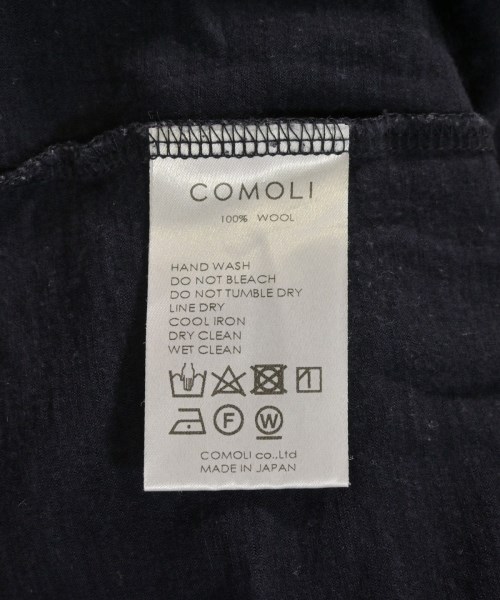 COMOLI
100% WOOL
HAND WASH
DO NOT BLEACH
DO NOT TUMBLE DRY
LINE DRY
COOL IRON
DRY CLEAN
WET CLEAN
F W
COMOLI co.,Ltd
MADE IN JAPAN